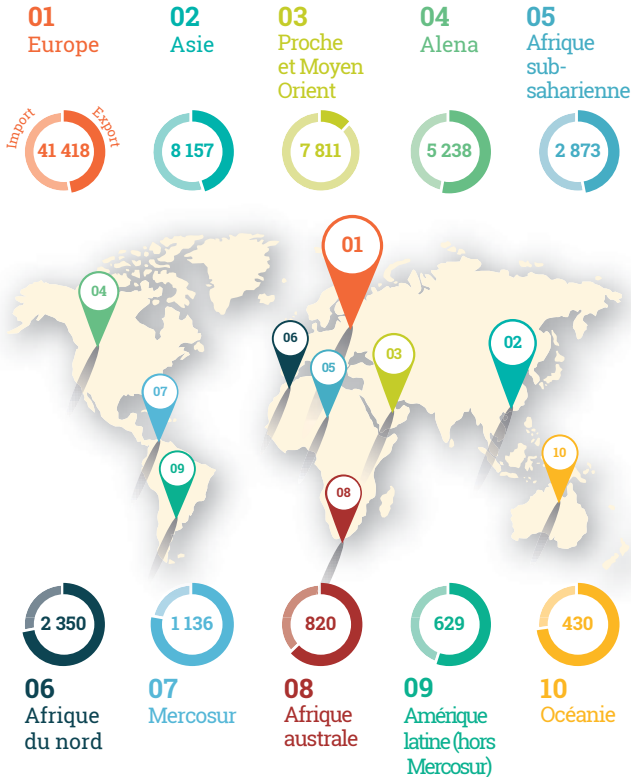 01
Europe
02
Asie
03
Proche
et Moyen
Orient
04
Alena
05
Afrique
sub-
saharienne
Import
Export
41 418
8 157
7 811
5 238
2 873
01
04
06
05
03
02
07
09
08
10
2 350
1 136
820
629
430
06
Afrique
du nord
07
Mercosur
08
Afrique
australe
09
Amérique
latine (hors
Mercosur)
10
Océanie